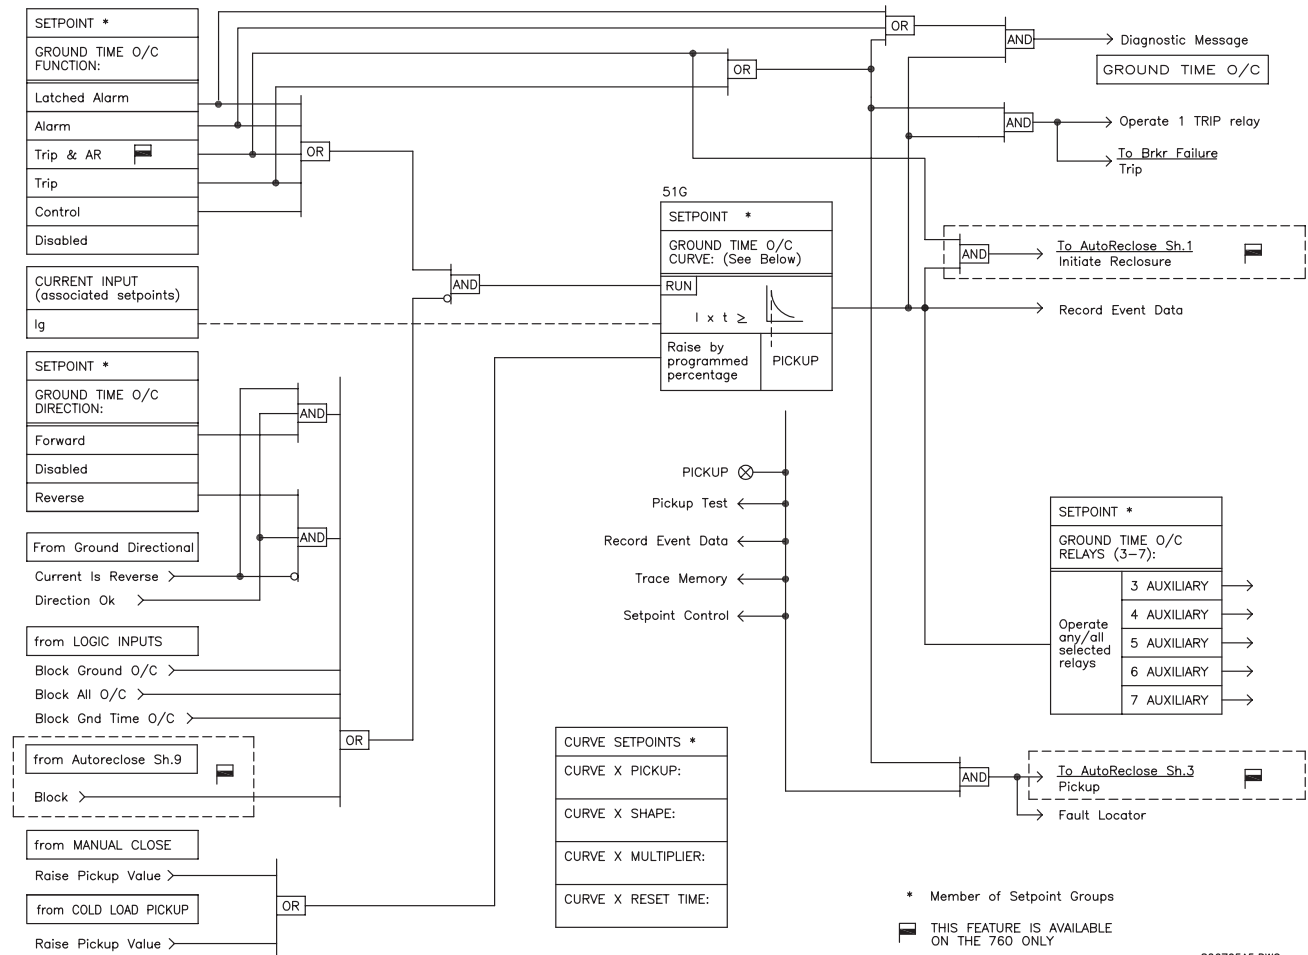 SETPOINT *
GROUND TIME O/C
FUNCTION:
Latched Alarm
Alarm
Trip & AR
Trip
Control
Disabled
CURRENT INPUT
(associated setpoints)
Ig
SETPOINT *
GROUND TIME O/C
DIRECTION:
Forward
Disabled
Reverse
From Ground Directional
Current Is Reverse
Direction Ok
from LOGIC INPUTS
Block Ground O/C
Block All O/C
Block Gnd Time O/C
from Autoreclose Sh.9
Block
from MANUAL CLOSE
Raise Pickup Value
from COLD LOAD PICKUP
Raise Pickup Value
OR
AND
AND
AND
OR
OR
OR
51G
SETPOINT *
GROUND TIME O/C
CURVE: (See Below)
RUN
I x t ≥
Raise by
programmed
percentage
PICKUP
PICKUP
Pickup Test
Record Event Data
Trace Memory
Setpoint Control
CURVE SETPOINTS *
CURVE X PICKUP:
CURVE X SHAPE:
CURVE X MULTIPLIER:
CURVE X RESET TIME:
OR
AND
Diagnostic Message
GROUND TIME O/C
AND
Operate 1 TRIP relay
To Brkr Failure
Trip
AND
To AutoReclose Sh.1
Initiate Reclosure
Record Event Data
SETPOINT *
GROUND TIME O/C
RELAYS (3-7):
Operate
any/all
selected
relays
3 AUXILIARY
4 AUXILIARY
5 AUXILIARY
6 AUXILIARY
7 AUXILIARY
AND
To AutoReclose Sh.3
Pickup
Fault Locator
* Member of Setpoint Groups
THIS FEATURE IS AVAILABLE
ON THE 760 ONLY